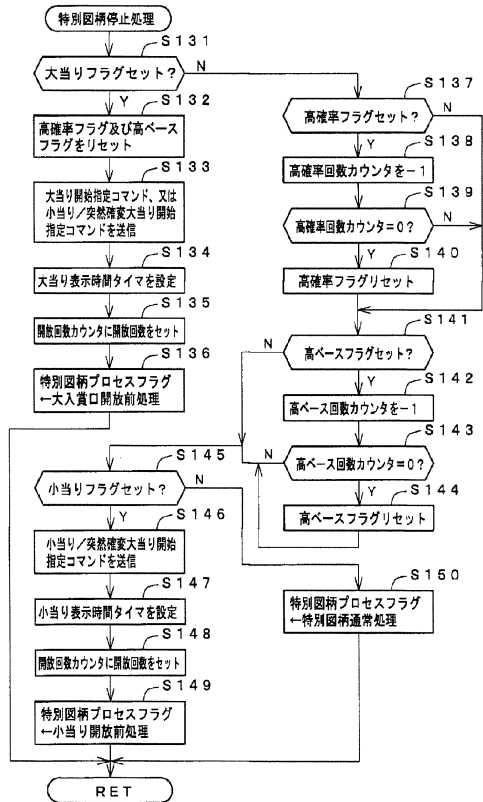 特別図柄停止処理
S131
大当りフラグセット？
N
Y
S132
高確率フラグ及び高ベース
フラグをリセット
S133
大当り開始指定コマンド、又は
小当り／突然確変大当り開始
指定コマンドを送信
S134
大当り表示時間タイマを設定
S135
開放回数カウンタに開放回数をセット
S136
特別図柄プロセスフラグ
←大入賞口開放前処理
S137
高確率フラグセット？
N
Y
S138
高確率回数カウンタを−1
S139
高確率回数カウンタ＝0？
N
Y
S140
高確率フラグリセット
S141
高ベースフラグセット？
N
Y
S142
高ベース回数カウンタを−1
S143
高ベース回数カウンタ＝0？
N
Y
S144
高ベースフラグリセット
S145
小当りフラグセット？
N
Y
S146
小当り／突然確変大当り開始
指定コマンドを送信
S147
小当り表示時間タイマを設定
S148
開放回数カウンタに開放回数をセット
S149
特別図柄プロセスフラグ
←小当り開放前処理
S150
特別図柄プロセスフラグ
←特別図柄通常処理
RET